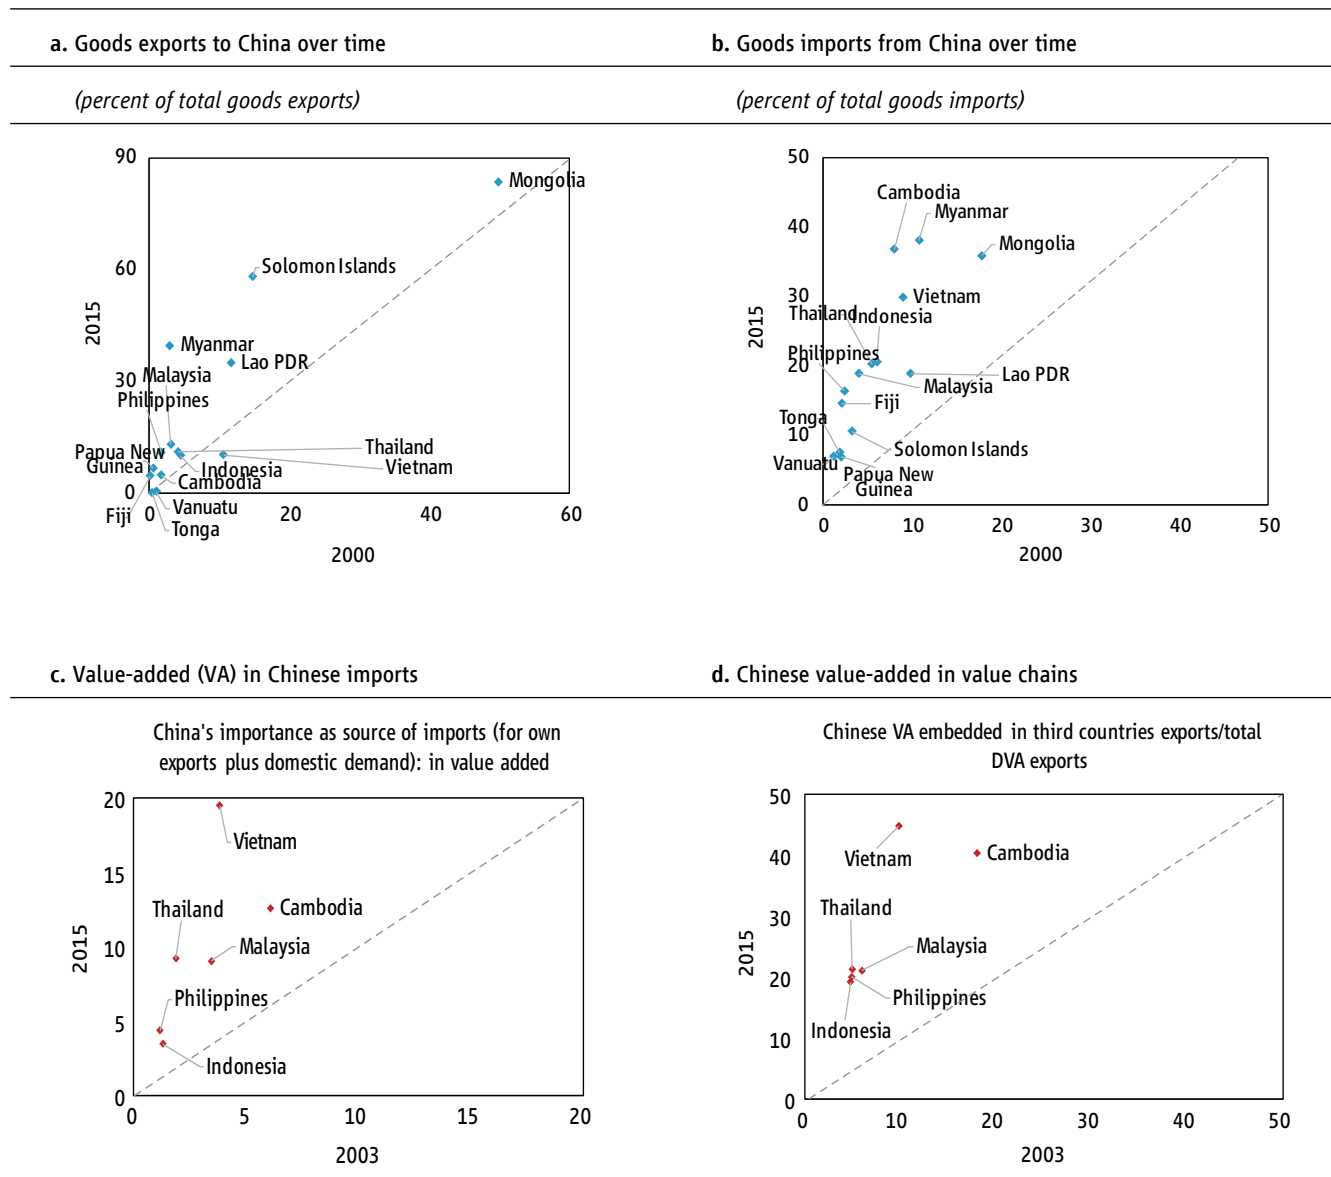 a. Goods exports to China over time
(percent of total goods exports)
90
60
30
0
0
20
40
60
2015
2000
Mongolia
Solomon Islands
Myanmar
Lao PDR
Malaysia
Philippines
Thailand
Papua New
Guinea
Indonesia
Vietnam
Cambodia
Vanuatu
Fiji
Tonga
b. Goods imports from China over time
(percent of total goods imports)
50
40
30
20
10
0
0
10
20
30
40
50
2015
2000
Cambodia
Myanmar
Mongolia
Vietnam
Thailand
Indonesia
Philippines
Lao PDR
Malaysia
Fiji
Tonga
Solomon Islands
Vanuatu
Papua New
Guinea
c. Value-added (VA) in Chinese imports
China's importance as source of imports (for own
exports plus domestic demand): in value added
20
15
10
5
0
0
5
10
15
20
2015
2003
Vietnam
Thailand
Cambodia
Malaysia
Philippines
Indonesia
d. Chinese value-added in value chains
Chinese VA embedded in third countries exports/total
DVA exports
50
40
30
20
10
0
0
10
20
30
40
50
2015
2003
Vietnam
Cambodia
Thailand
Malaysia
Philippines
Indonesia